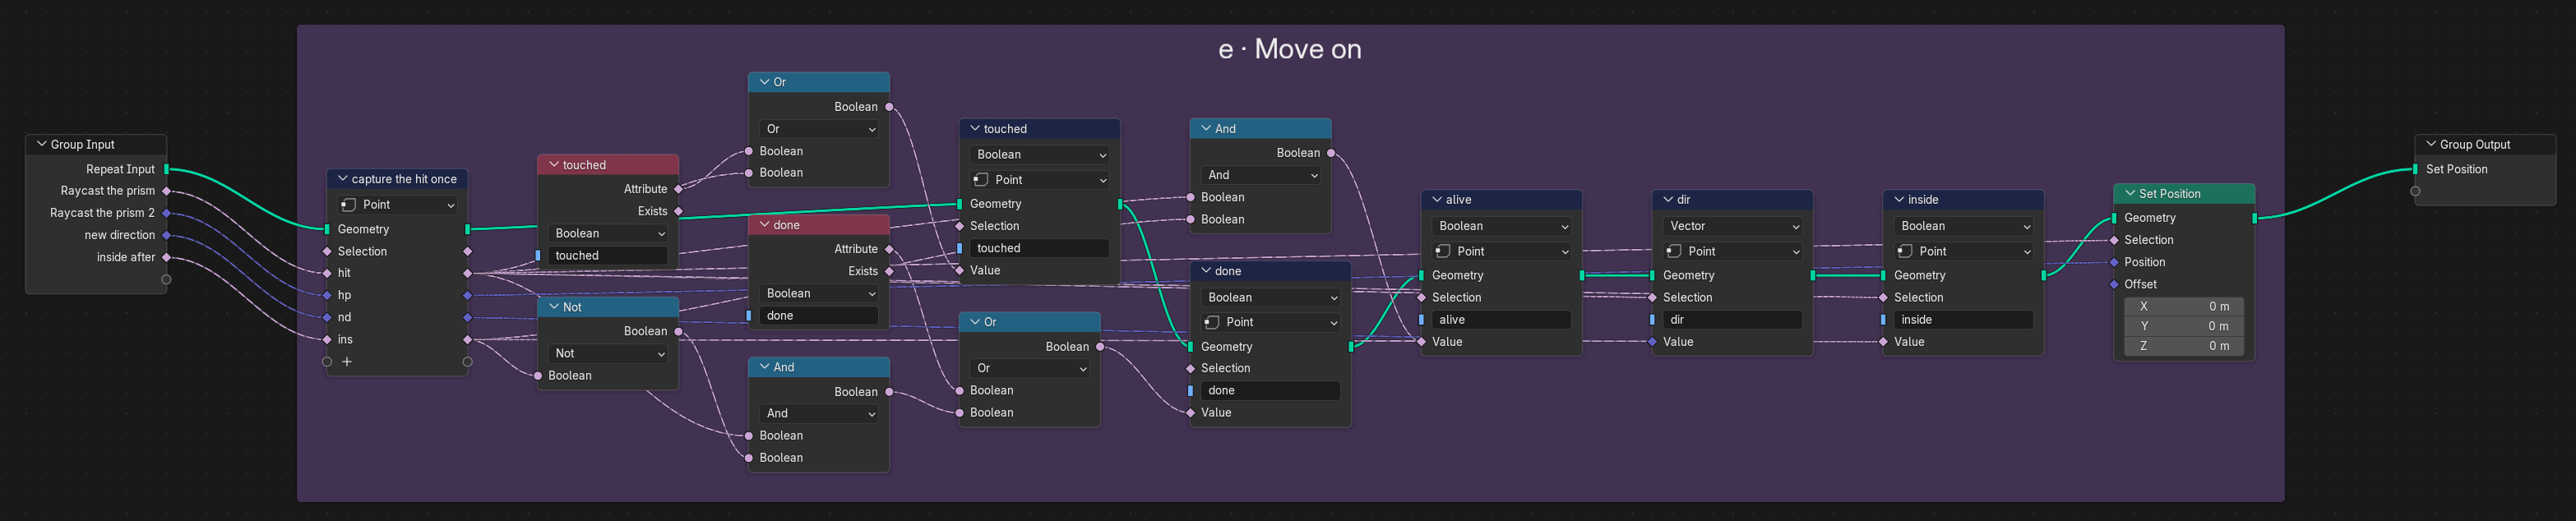 e · Move on
Group Input
Repeat Input
Raycast the prism
Raycast the prism 2
new direction
inside after
capture the hit once
Point
Geometry
Selection
hit
hp
nd
ins
+
touched
Attribute
Exists
Boolean
touched
Not
Boolean
Not
Boolean
Or
Boolean
Or
Boolean
Boolean
done
Attribute
Exists
Boolean
done
And
Boolean
And
Boolean
Boolean
touched
Boolean
Point
Geometry
Selection
touched
Value
Or
Boolean
Or
Boolean
Boolean
And
Boolean
And
Boolean
Boolean
done
Boolean
Point
Geometry
Selection
done
Value
alive
Boolean
Point
Geometry
Selection
alive
Value
dir
Vector
Point
Geometry
Selection
dir
Value
inside
Boolean
Point
Geometry
Selection
inside
Value
Set Position
Geometry
Selection
Position
Offset
X 0 m
Y 0 m
Z 0 m
Group Output
Set Position